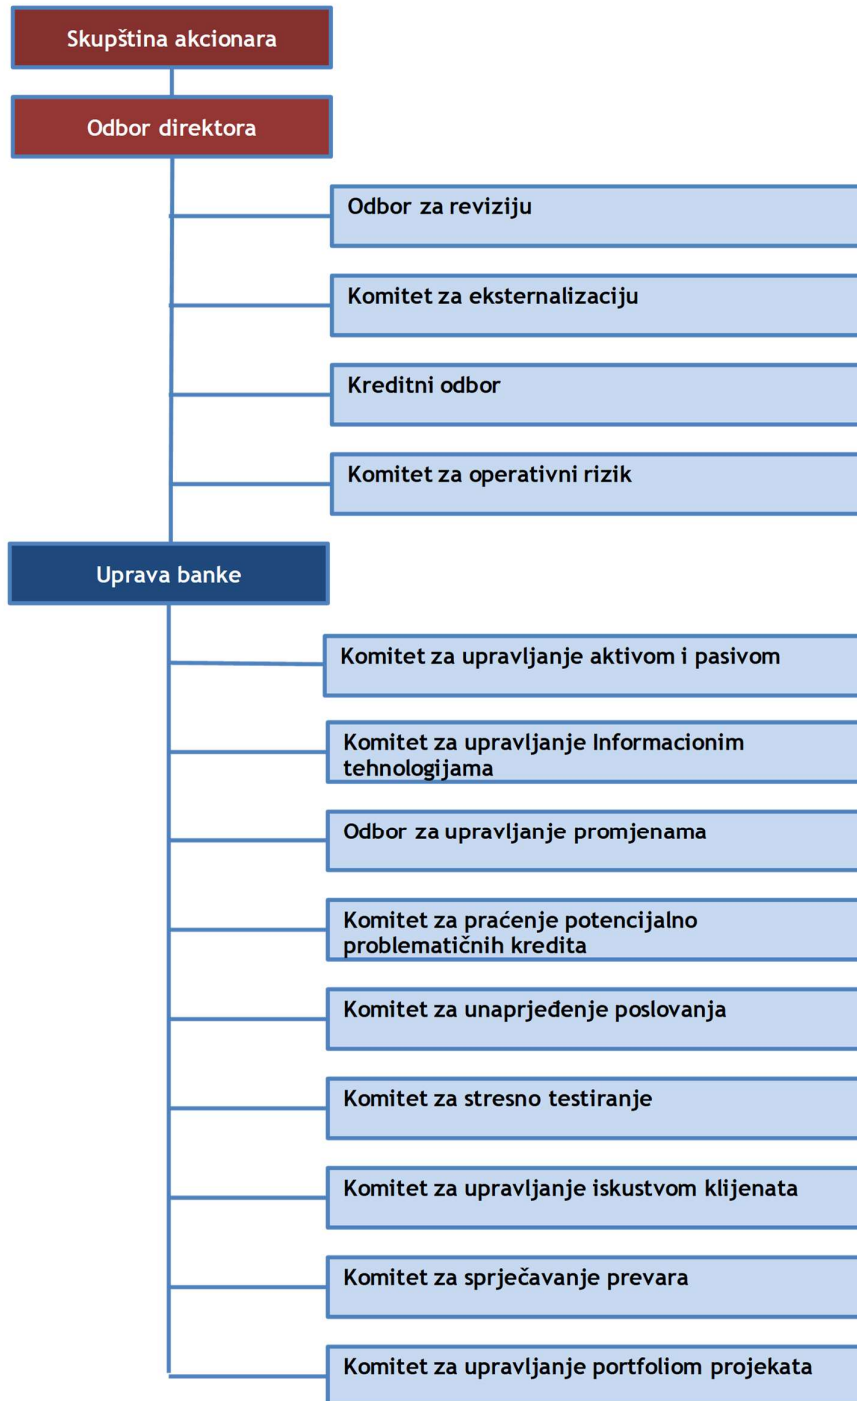 Skupština akcionara
Odbor direktora
Odbor za reviziju
Komitet za eksternalizaciju
Kreditni odbor
Komitet za operativni rizik
Uprava banke
Komitet za upravljanje aktivom i pasivom
Komitet za upravljanje Informacionim
tehnologijama
Odbor za upravljanje promjenama
Komitet za praćenje potencijalno
problematičnih kredita
Komitet za unaprjeđenje poslovanja
Komitet za stresno testiranje
Komitet za upravljanje iskustvom klijenata
Komitet za sprječavanje prevara
Komitet za upravljanje portfoliom projekata